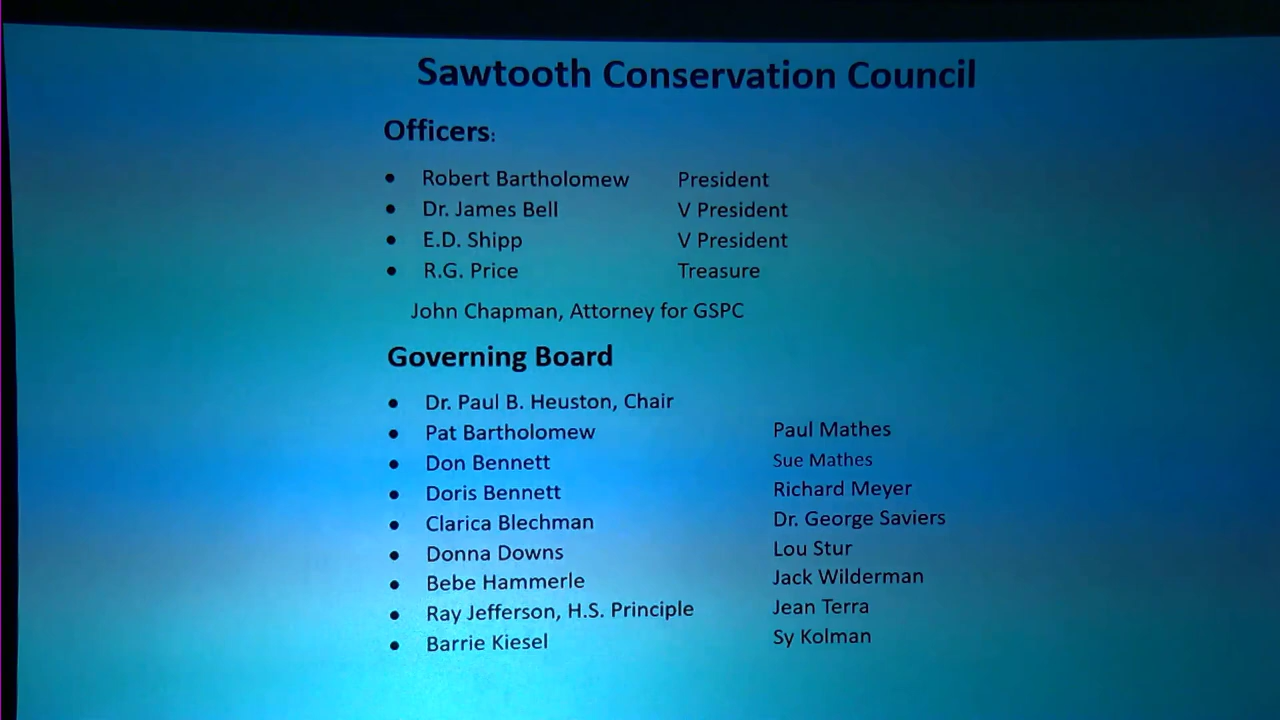 Sawtooth Conservation Council
Officers:
• Robert Bartholomew President
• Dr. James Bell V President
• E.D. Shipp V President
• R.G. Price Treasure
John Chapman, Attorney for GSPC
Governing Board
• Dr. Paul B. Heuston, Chair
• Pat Bartholomew Paul Mathes
• Don Bennett Sue Mathes
• Doris Bennett Richard Meyer
• Clarica Blechman Dr. George Saviers
• Donna Downs Lou Stur
• Bebe Hammerle Jack Wilderman
• Ray Jefferson, H.S. Principle Jean Terra
• Barrie Kiesel Sy Kolman